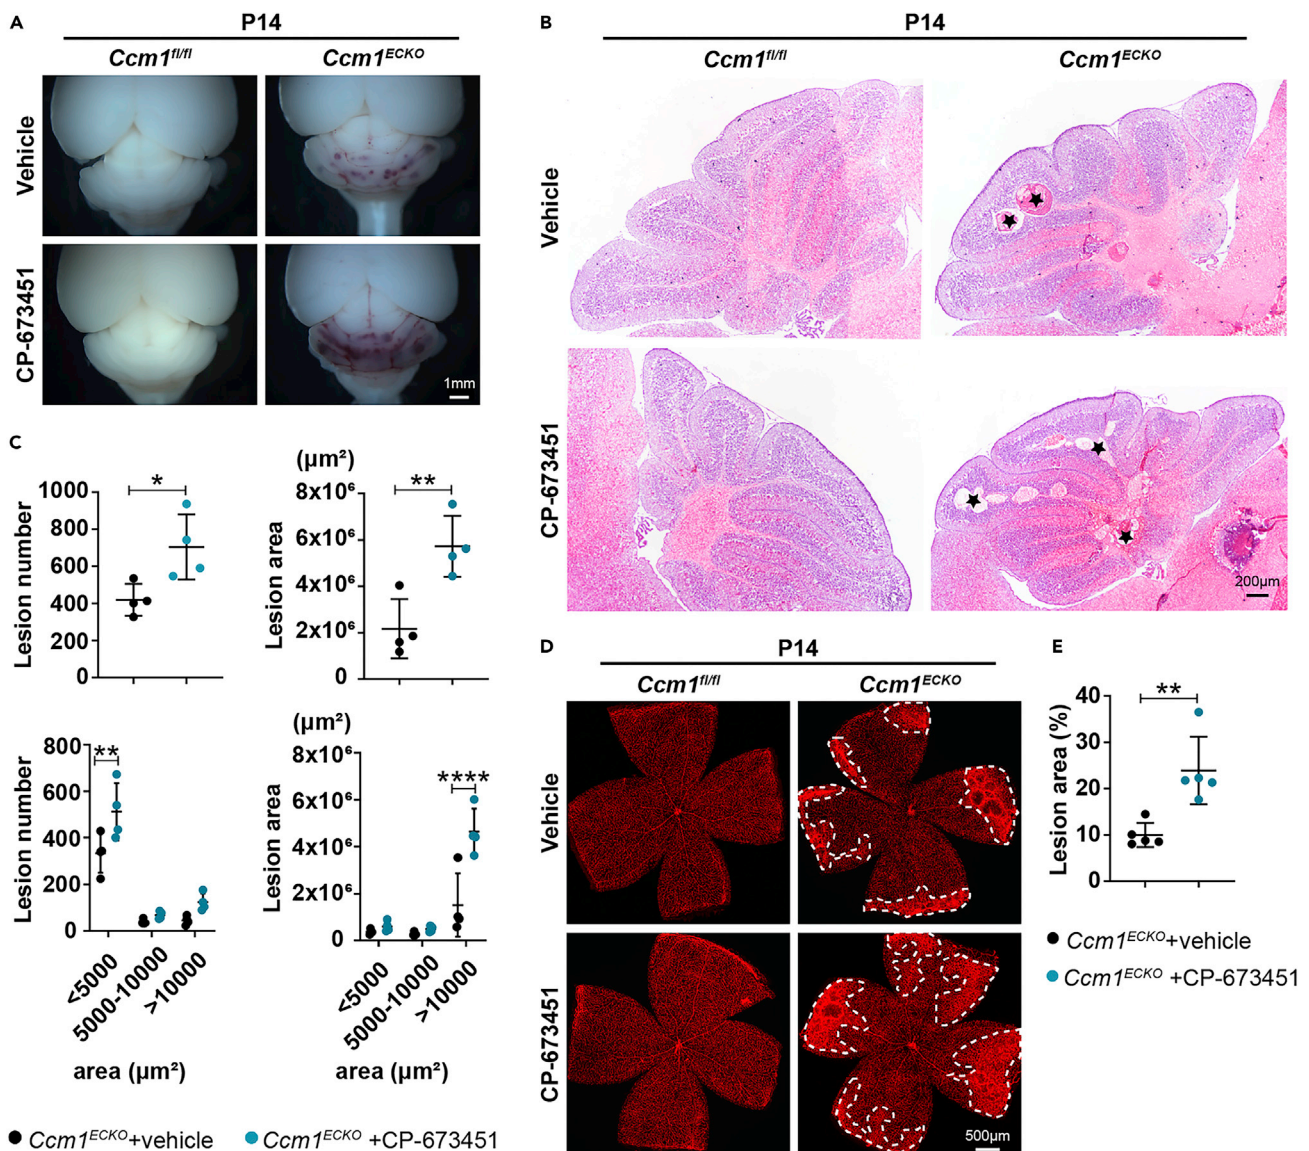 A
P14
Ccm1fl/fl
Ccm1ECKO
Vehicle
CP-673451
1mm
B
P14
Ccm1fl/fl
Ccm1ECKO
Vehicle
CP-673451
200µm
C
Lesion number
1000
800
600
400
200
0
*
(µm²)
Lesion area
8x10⁶
6x10⁶
4x10⁶
2x10⁶
0
**
Lesion number
800
600
400
200
0
**
<5000
5000-10000
>10000
area (µm²)
(µm²)
Lesion area
8x10⁶
6x10⁶
4x10⁶
2x10⁶
0
****
<5000
5000-10000
>10000
area (µm²)
Ccm1ECKO+vehicle
Ccm1ECKO +CP-673451
D
P14
Ccm1fl/fl
Ccm1ECKO
Vehicle
CP-673451
500µm
E
Lesion area (%)
40
30
20
10
0
**
Ccm1ECKO+vehicle
Ccm1ECKO +CP-673451